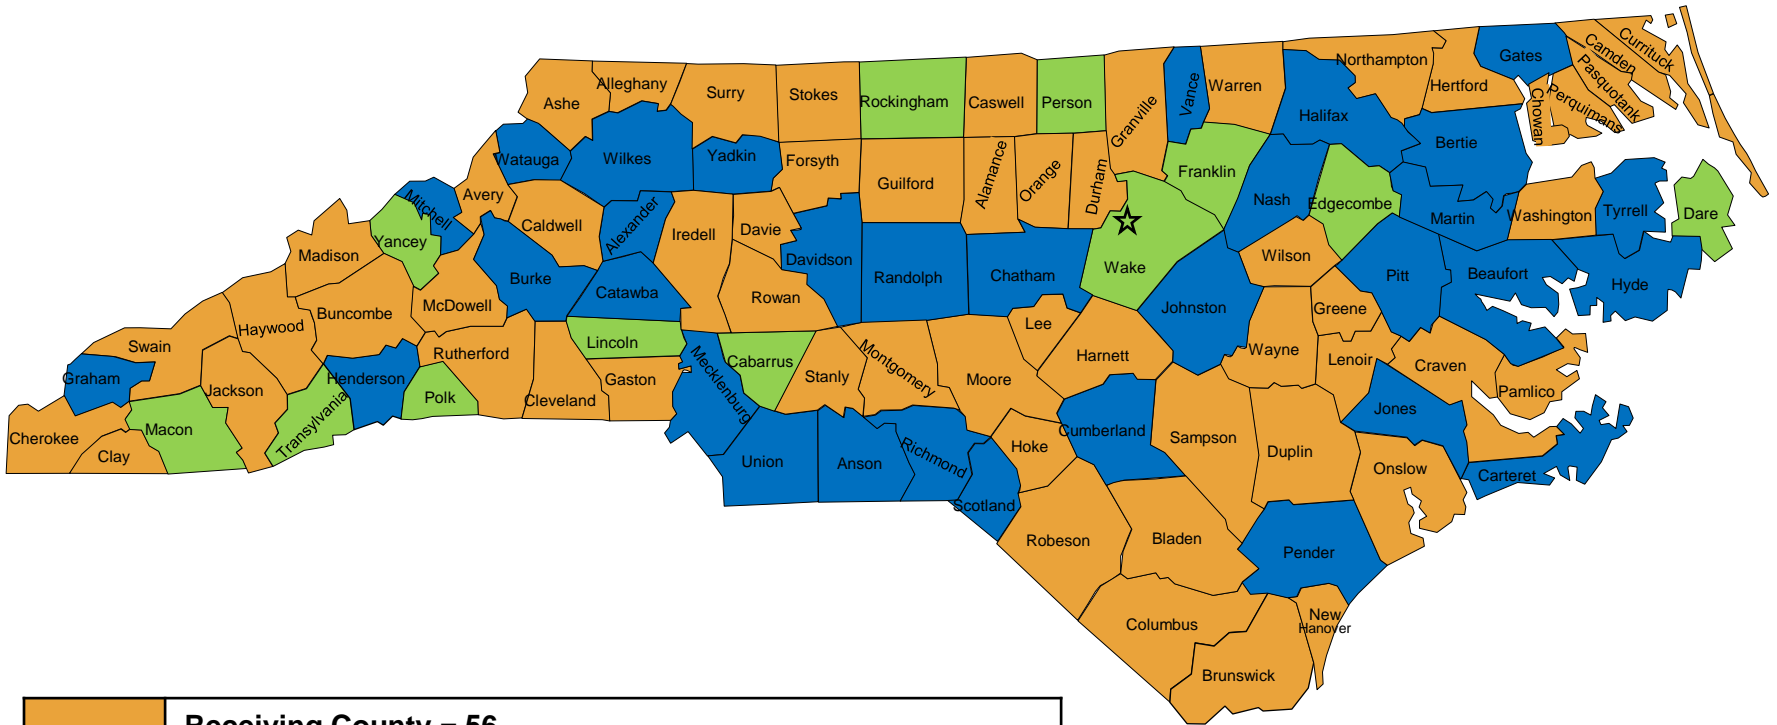 Northampton
Gates
Camden
Currituck
Pasquotank
Perquimans
Chowan
Hertford
Alleghany
Surry
Stokes
Rockingham
Caswell
Person
Granville
Vance
Warren
Halifax
Bertie
Ashe
Watauga
Wilkes
Yadkin
Forsyth
Guilford
Alamance
Orange
Durham
Franklin
Nash
Edgecombe
Martin
Washington
Tyrrell
Dare
Mitchell
Avery
Caldwell
Alexander
Iredell
Davie
Davidson
Randolph
Chatham
Wake
Wilson
Pitt
Beaufort
Hyde
Madison
Yancey
Burke
Catawba
Rowan
Johnston
Greene
Buncombe
McDowell
Haywood
Swain
Graham
Jackson
Henderson
Rutherford
Lincoln
Gaston
Cleveland
Mecklenburg
Cabarrus
Stanly
Montgomery
Moore
Lee
Harnett
Wayne
Lenoir
Craven
Pamlico
Cherokee
Clay
Macon
Transylvania
Polk
Union
Anson
Richmond
Scotland
Hoke
Cumberland
Sampson
Duplin
Jones
Onslow
Carteret
Robeson
Bladen
Pender
Columbus
New
Hanover
Brunswick
Receiving County = 56